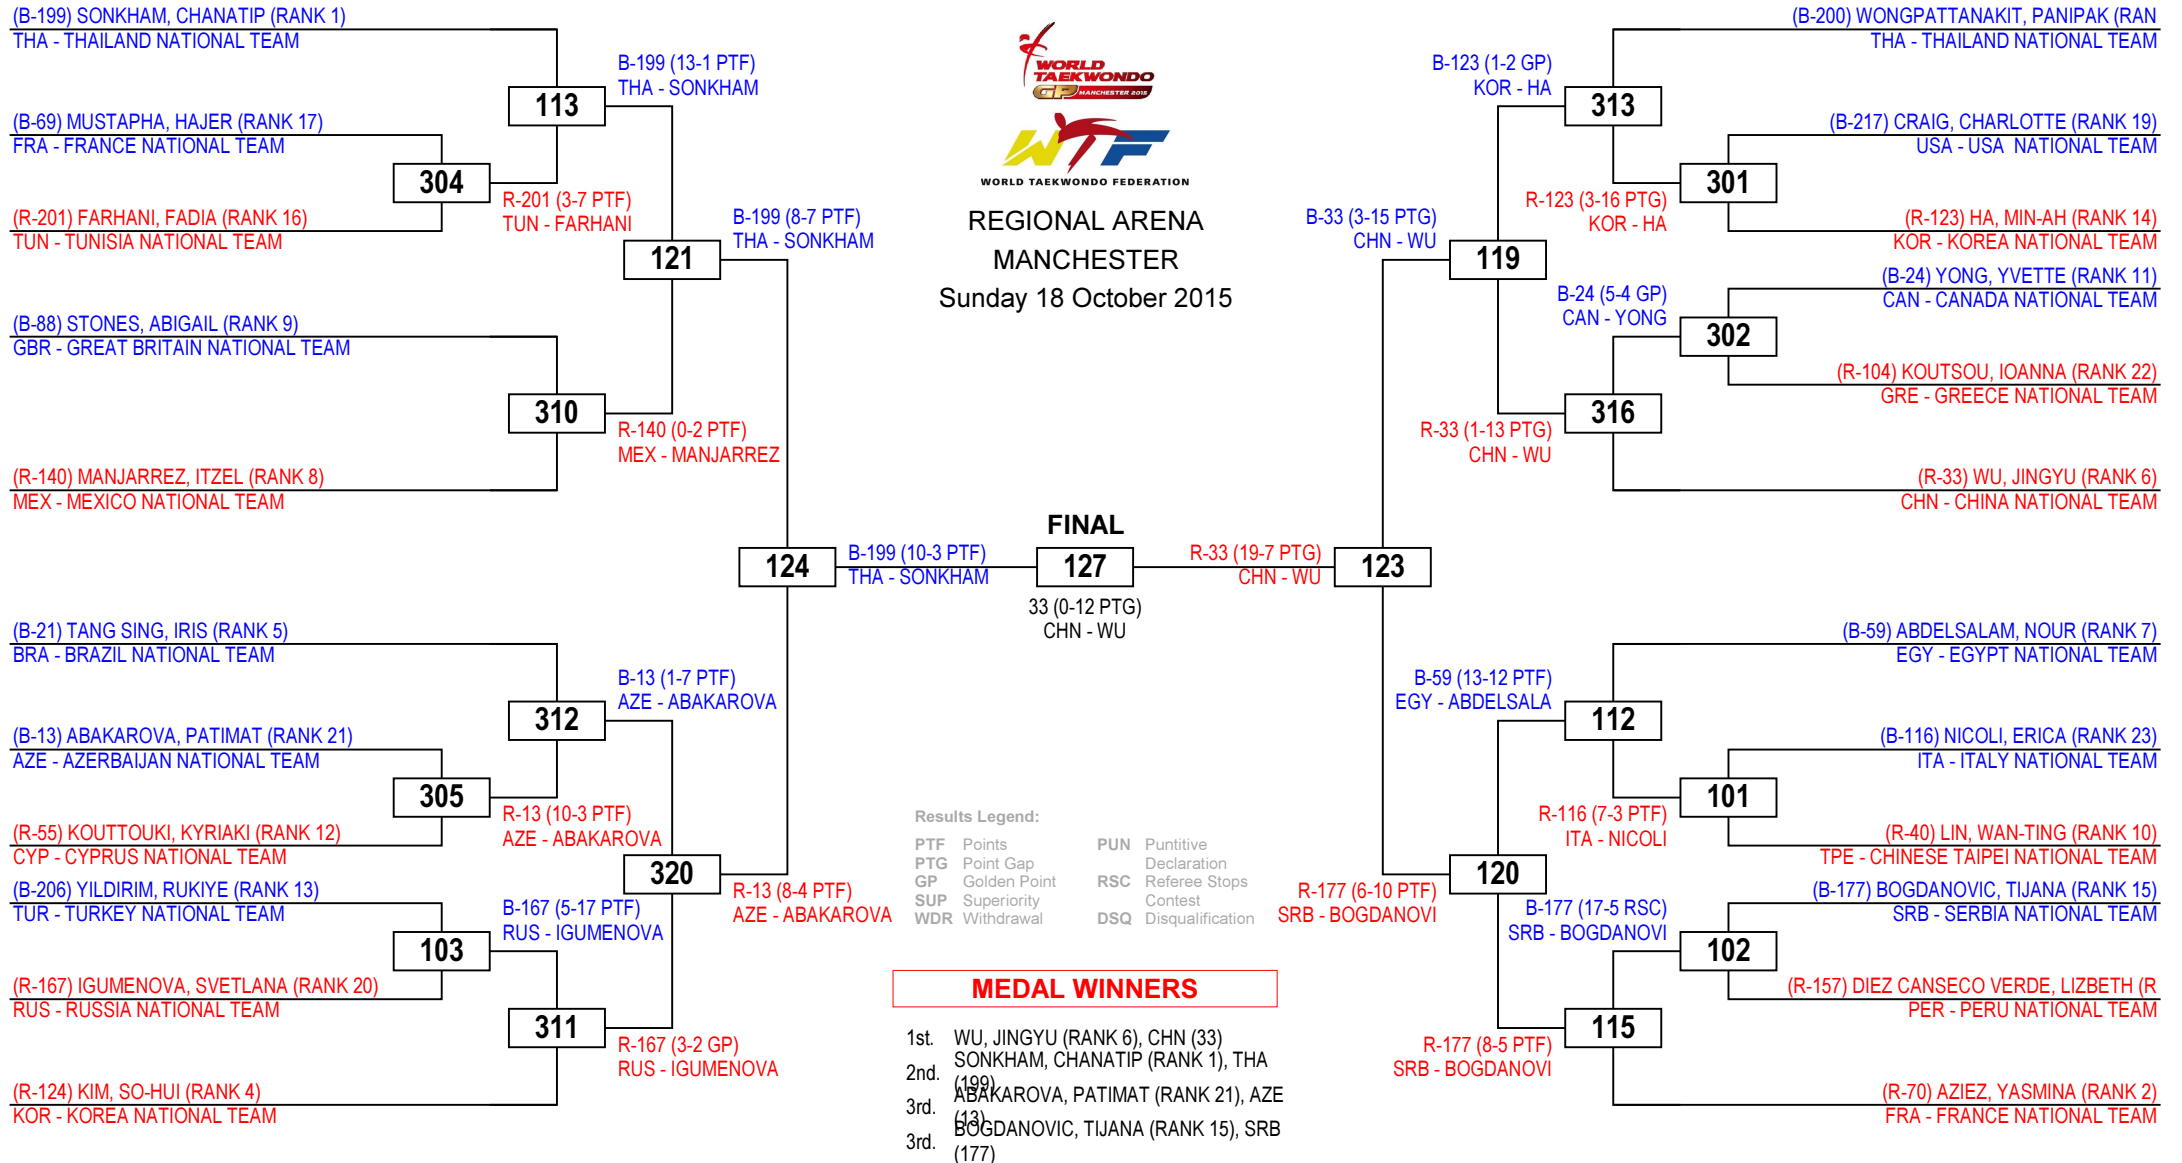 (B-199) SONKHAM, CHANATIP (RANK 1)
THA - THAILAND NATIONAL TEAM
(B-69) MUSTAPHA, HAJER (RANK 17)
FRA - FRANCE NATIONAL TEAM
(R-201) FARHANI, FADIA (RANK 16)
TUN - TUNISIA NATIONAL TEAM
(B-88) STONES, ABIGAIL (RANK 9)
GBR - GREAT BRITAIN NATIONAL TEAM
(R-140) MANJARREZ, ITZEL (RANK 8)
MEX - MEXICO NATIONAL TEAM
(B-21) TANG SING, IRIS (RANK 5)
BRA - BRAZIL NATIONAL TEAM
(B-13) ABAKAROVA, PATIMAT (RANK 21)
AZE - AZERBAIJAN NATIONAL TEAM
(R-55) KOUTTOUKI, KYRIAKI (RANK 12)
CYP - CYPRUS NATIONAL TEAM
(B-206) YILDIRIM, RUKIYE (RANK 13)
TUR - TURKEY NATIONAL TEAM
(R-167) IGUMENOVA, SVETLANA (RANK 20)
RUS - RUSSIA NATIONAL TEAM
(R-124) KIM, SO-HUI (RANK 4)
KOR - KOREA NATIONAL TEAM
304
305
103
R-201 (3-7 PTF)
TUN - FARHANI
R-13 (10-3 PTF)
AZE - ABAKAROVA
B-167 (5-17 PTF)
RUS - IGUMENOVA
113
310
312
311
B-199 (13-1 PTF)
THA - SONKHAM
R-140 (0-2 PTF)
MEX - MANJARREZ
B-13 (1-7 PTF)
AZE - ABAKAROVA
R-167 (3-2 GP)
RUS - IGUMENOVA
121
320
B-199 (8-7 PTF)
THA - SONKHAM
R-13 (8-4 PTF)
AZE - ABAKAROVA
124
B-199 (10-3 PTF)
THA - SONKHAM
WORLD
TAEKWONDO
GP MANCHESTER 2015
WTF
WORLD TAEKWONDO FEDERATION
REGIONAL ARENA
MANCHESTER
Sunday 18 October 2015
FINAL
127
33 (0-12 PTG)
CHN - WU
R-33 (19-7 PTG)
CHN - WU
123
B-33 (3-15 PTG)
CHN - WU
R-177 (6-10 PTF)
SRB - BOGDANOVI
119
120
B-123 (1-2 GP)
KOR - HA
R-33 (1-13 PTG)
CHN - WU
B-59 (13-12 PTF)
EGY - ABDELSALA
R-177 (8-5 PTF)
SRB - BOGDANOVI
313
316
112
115
R-123 (3-16 PTG)
KOR - HA
B-24 (5-4 GP)
CAN - YONG
R-116 (7-3 PTF)
ITA - NICOLI
B-177 (17-5 RSC)
SRB - BOGDANOVI
301
302
101
102
(B-200) WONGPATTANAKIT, PANIPAK (RAN
THA - THAILAND NATIONAL TEAM
(B-217) CRAIG, CHARLOTTE (RANK 19)
USA - USA NATIONAL TEAM
(R-123) HA, MIN-AH (RANK 14)
KOR - KOREA NATIONAL TEAM
(B-24) YONG, YVETTE (RANK 11)
CAN - CANADA NATIONAL TEAM
(R-104) KOUTSOU, IOANNA (RANK 22)
GRE - GREECE NATIONAL TEAM
(R-33) WU, JINGYU (RANK 6)
CHN - CHINA NATIONAL TEAM
(B-59) ABDELSALAM, NOUR (RANK 7)
EGY - EGYPT NATIONAL TEAM
(B-116) NICOLI, ERICA (RANK 23)
ITA - ITALY NATIONAL TEAM
(R-40) LIN, WAN-TING (RANK 10)
TPE - CHINESE TAIPEI NATIONAL TEAM
(B-177) BOGDANOVIC, TIJANA (RANK 15)
SRB - SERBIA NATIONAL TEAM
(R-157) DIEZ CANSECO VERDE, LIZBETH (R
PER - PERU NATIONAL TEAM
(R-70) AZIEZ, YASMINA (RANK 2)
FRA - FRANCE NATIONAL TEAM
Results Legend:
PTF Points
PTG Point Gap
GP Golden Point
SUP Superiority
WDR Withdrawal
PUN Puntitive
Declaration
RSC Referee Stops
Contest
DSQ Disqualification
MEDAL WINNERS
1st. WU, JINGYU (RANK 6), CHN (33)
2nd. SONKHAM, CHANATIP (RANK 1), THA
(199)
3rd. ABAKAROVA, PATIMAT (RANK 21), AZE
(13)
3rd. BOGDANOVIC, TIJANA (RANK 15), SRB
(177)